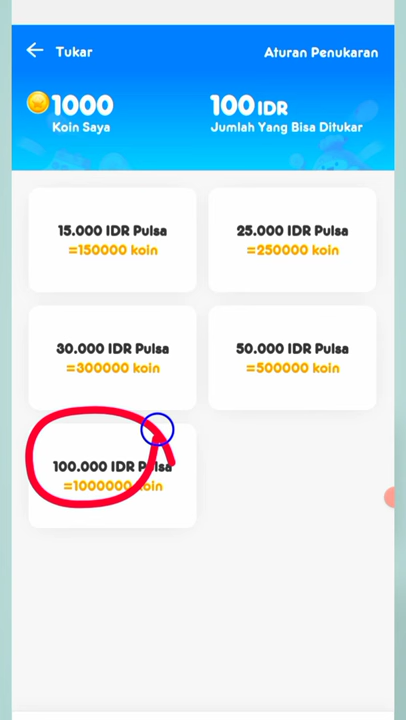 Tukar
Aturan Penukaran
1000
Koin Saya
100 IDR
Jumlah Yang Bisa Ditukar
15.000 IDR Pulsa
=150000 koin
25.000 IDR Pulsa
=250000 koin
30.000 IDR Pulsa
=300000 koin
50.000 IDR Pulsa
=500000 koin
100.000 IDR Pulsa
=1000000 koin